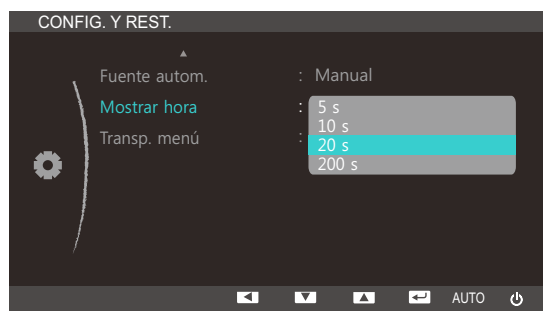 CONFIG. Y REST.
Fuente autom. : Manual
Mostrar hora : 5 s
10 s
Transp. menú : 20 s
200 s
AUTO